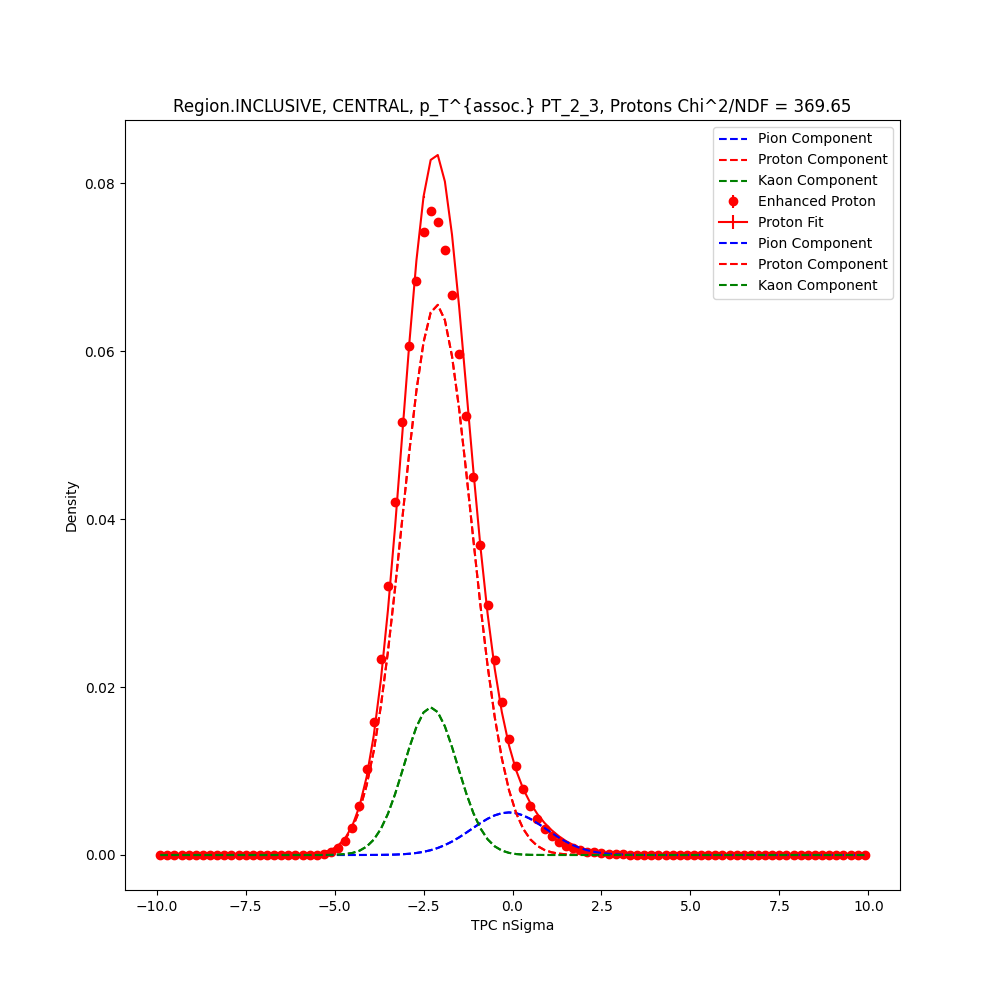 Region.INCLUSIVE, CENTRAL, p_T^{assoc.} PT_2_3, Protons Chi^2/NDF = 369.65
Pion Component
Proton Component
Kaon Component
Enhanced Proton
Proton Fit
Pion Component
Proton Component
Kaon Component
0.08
0.06
0.04
0.02
0.00
Density
−10.0 −7.5 −5.0 −2.5 0.0 2.5 5.0 7.5 10.0
TPC nSigma